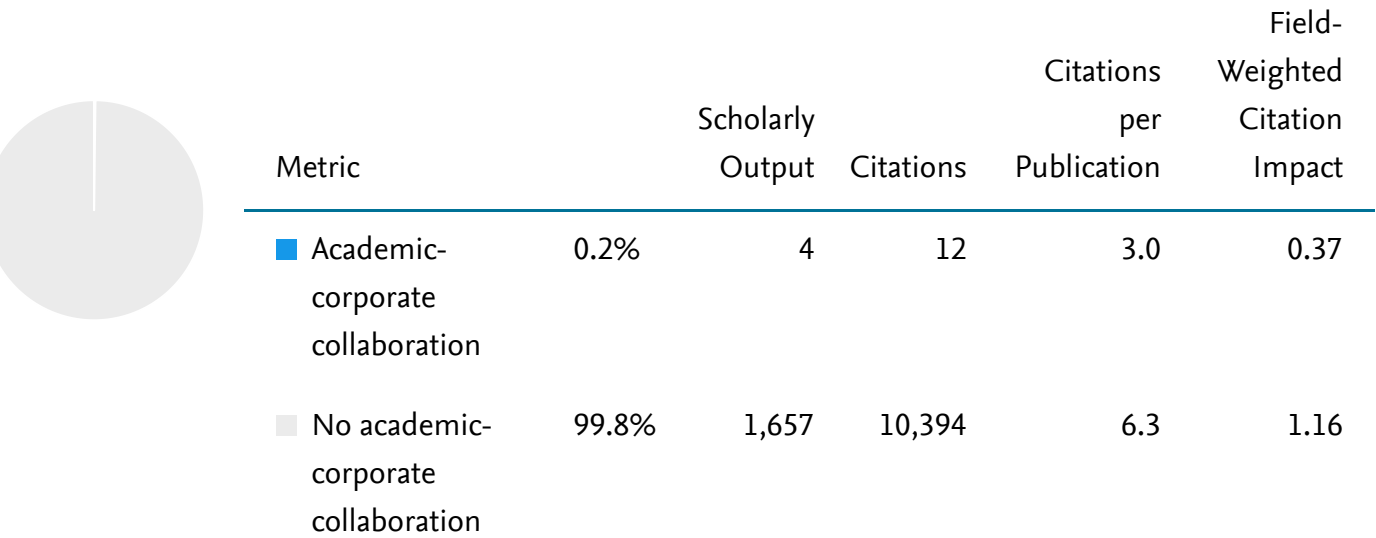 Field-
Citations Weighted
Scholarly per Citation
Metric Output Citations Publication Impact
Academic- 0.2% 4 12 3.0 0.37
corporate
collaboration
No academic- 99.8% 1,657 10,394 6.3 1.16
corporate
collaboration